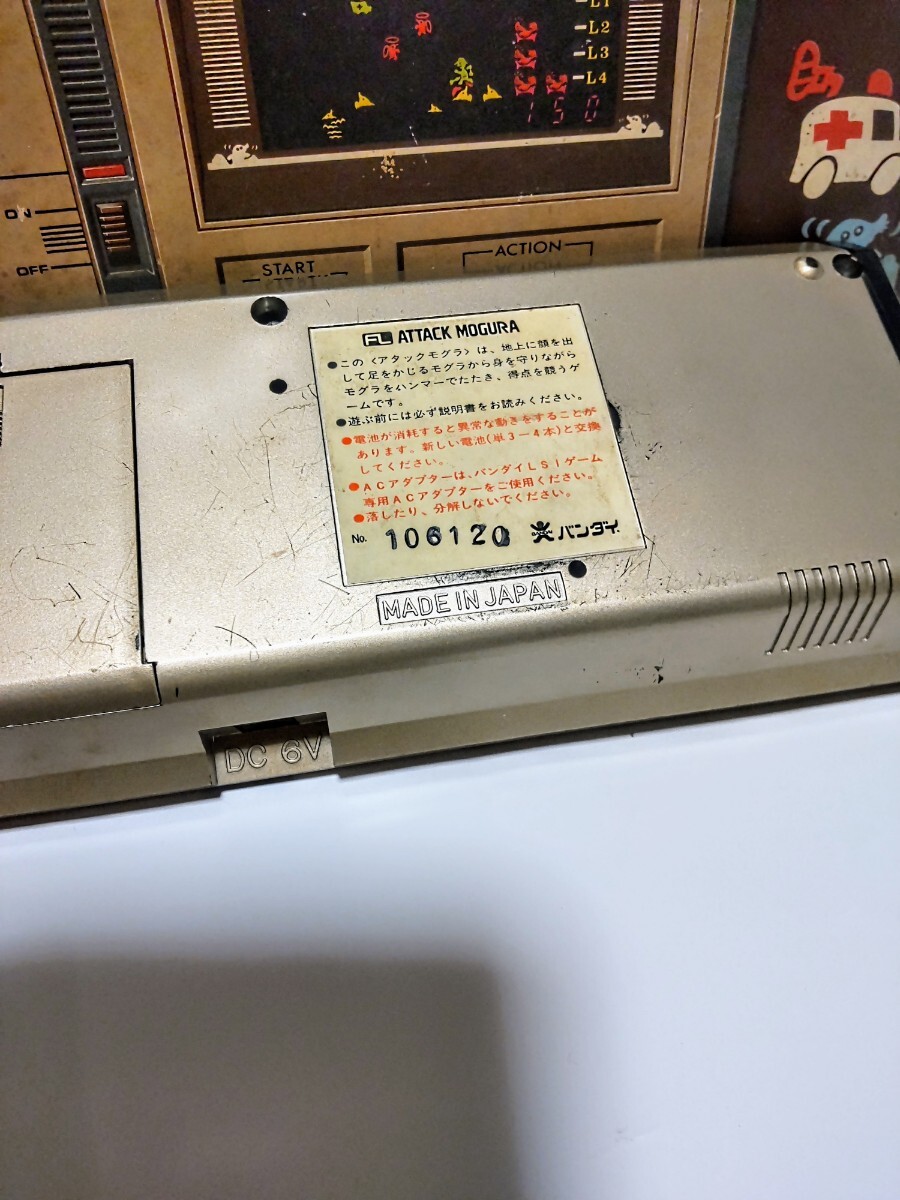 L1
L2
L3
L4
150
ON
OFF
START
ACTION
FL ATTACK MOGURA
●この〈アタックモグラ〉は、地上に顔を出
して足をかじるモグラから身を守りながら
モグラをハンマーでたたき、得点を競うゲ
ームです。
●遊ぶ前には必ず説明書をお読みください。
●電池が消耗すると異常な動きをすることが
あります。新しい電池(単3ー4本)と交換
してください。
●ACアダプターは、バンダイLSIゲーム
専用ACアダプターをご使用ください。
●落したり、分解しないでください。
No. 106120 バンダイ
MADE IN JAPAN
DC 6V